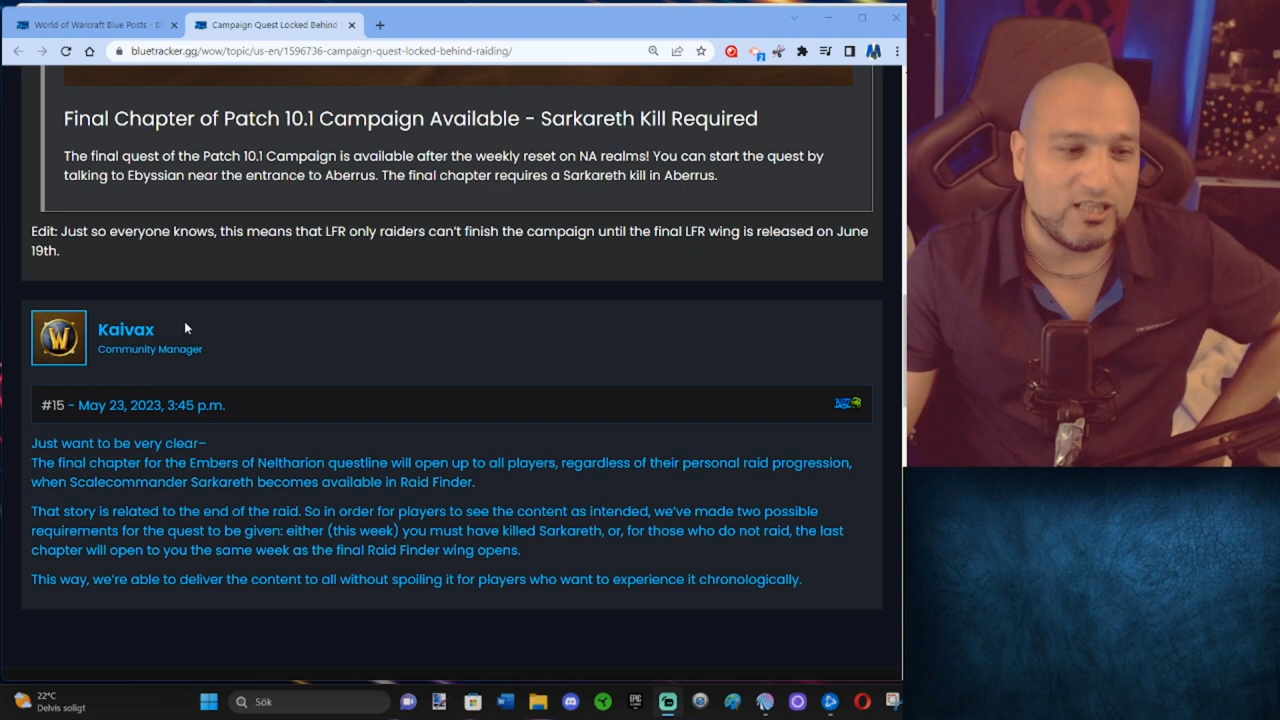 World of Warcraft Blue Posts -
Campaign Quest Locked Behind
bluetracker.gg/wow/topic/us-en/1596736-campaign-quest-locked-behind-raiding/
Final Chapter of Patch 10.1 Campaign Available - Sarkareth Kill Required
The final quest of the Patch 10.1 Campaign is available after the weekly reset on NA realms! You can start the quest by
talking to Ebyssian near the entrance to Aberrus. The final chapter requires a Sarkareth kill in Aberrus.
Edit: Just so everyone knows, this means that LFR only raiders can't finish the campaign until the final LFR wing is released on June
19th.
Kaivax
Community Manager
#15 - May 23, 2023, 3:45 p.m.
Just want to be very clear–
The final chapter for the Embers of Neltharion questline will open up to all players, regardless of their personal raid progression,
when Scalecommander Sarkareth becomes available in Raid Finder.
That story is related to the end of the raid. So in order for players to see the content as intended, we've made two possible
requirements for the quest to be given: either (this week) you must have killed Sarkareth, or, for those who do not raid, the last
chapter will open to you the same week as the final Raid Finder wing opens.
This way, we're able to deliver the content to all without spoiling it for players who want to experience it chronologically.
22°C
Delvis soligt
Sök
EPIC